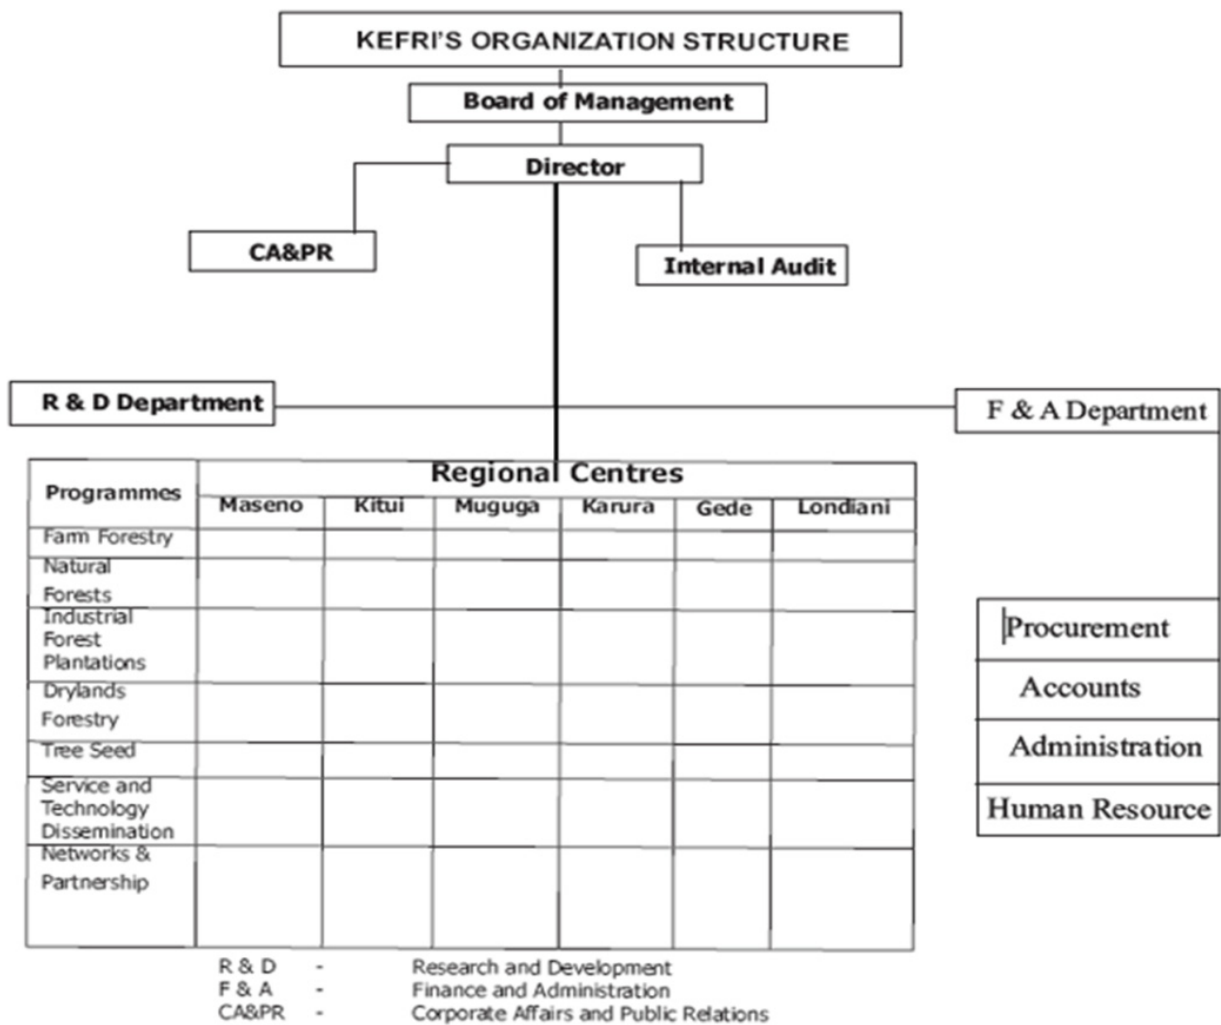 KEFRI'S ORGANIZATION STRUCTURE
Board of Management
Director
CA&PR
Internal Audit
R & D Department
F & A Department
Regional Centres
Programmes
Maseno Kitui Muguga Karura Gede Londiani
Farm Forestry
Natural
Forests
Industrial
Forest
Plantations
Drylands
Forestry
Tree Seed
Service and
Technology
Dissemination
Networks &
Partnership
Procurement
Accounts
Administration
Human Resource
R & D - Research and Development
F & A - Finance and Administration
CA&PR - Corporate Affairs and Public Relations